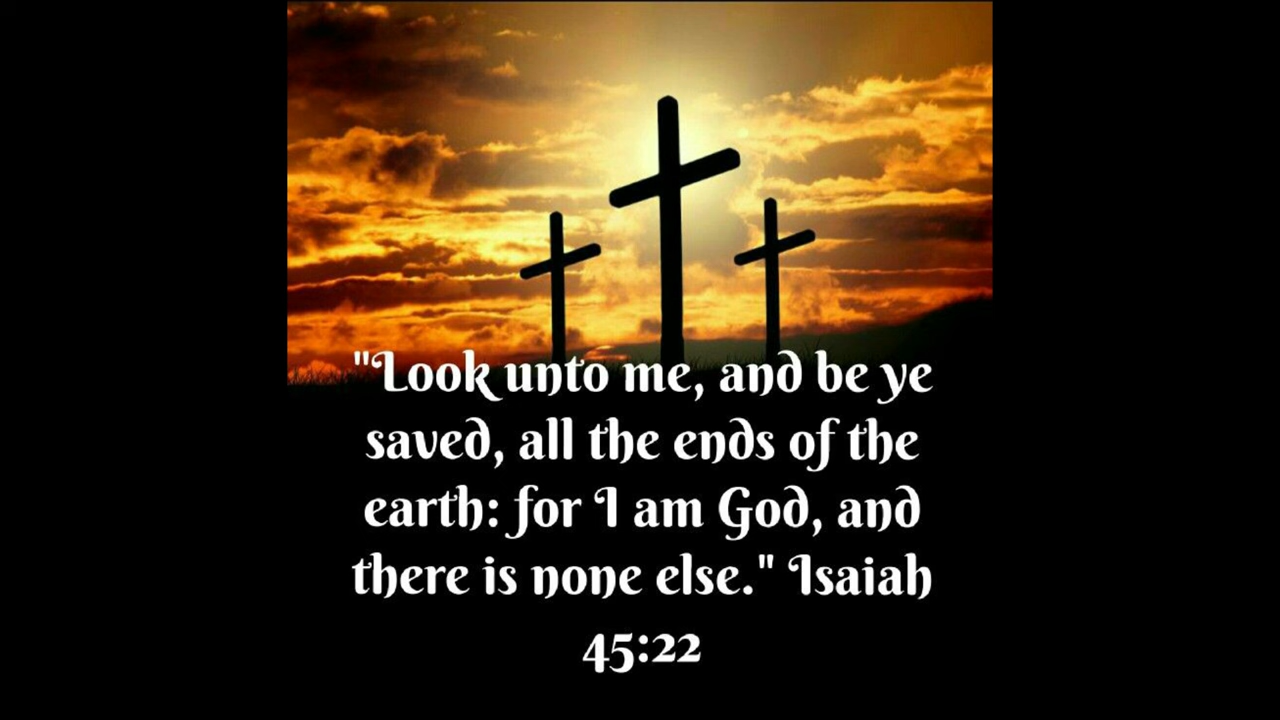 "Look unto me, and be ye
saved, all the ends of the
earth: for I am God, and
there is none else." Isaiah
45:22